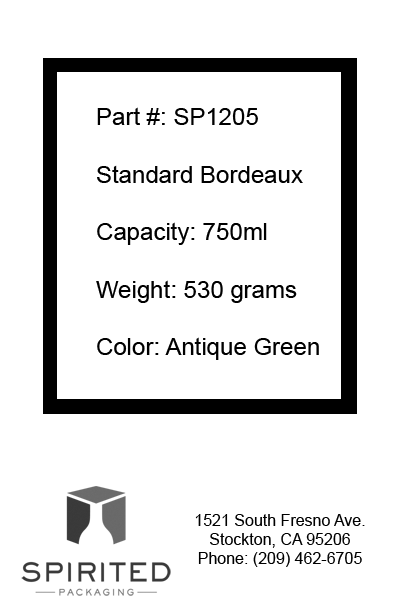 Part #: SP1205
Standard Bordeaux
Capacity: 750ml
Weight: 530 grams
Color: Antique Green
SPIRITED
PACKAGING
1521 South Fresno Ave.
Stockton, CA 95206
Phone: (209) 462-6705